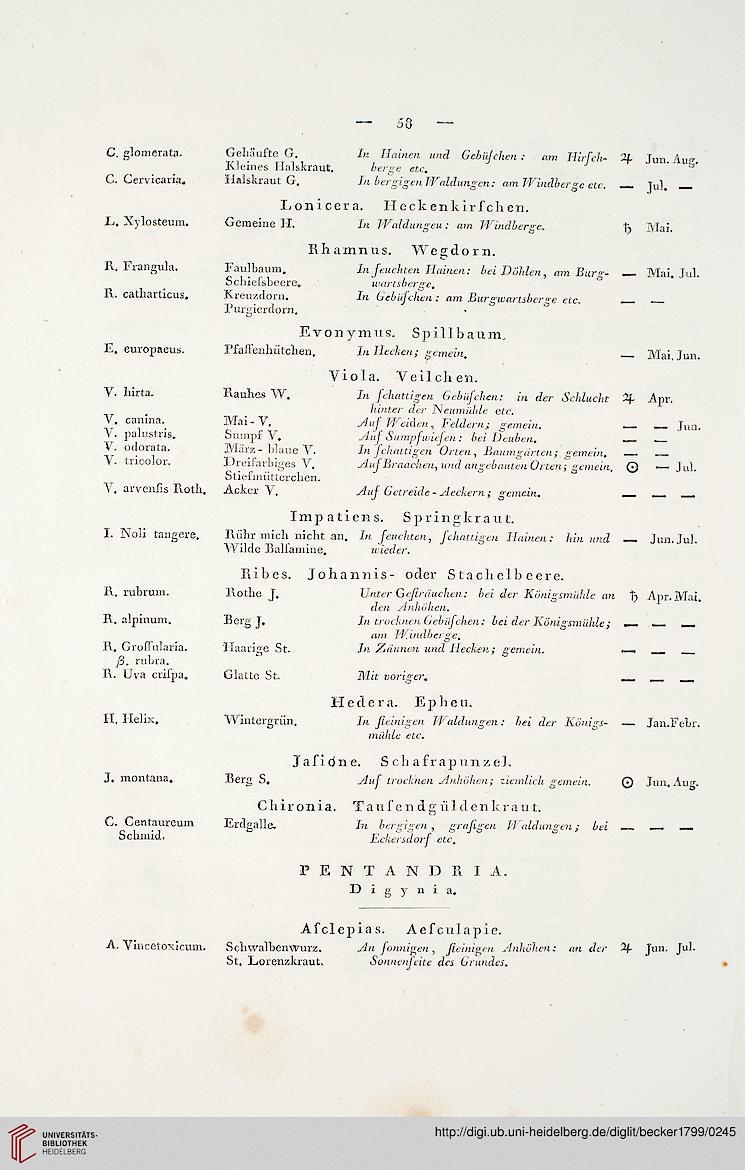 — 58 —
C. glomerata. Gehäufte G. In Hainen und Gebüſchen: am Hirſch- ♃ Jun. Aug.
Kleines Halskraut. berge etc.
C. Cervicaria. Halskraut G. In bergigen Waldungen: am Windberge etc. — Jul. —
Lonicera. Heckenkirſchen.
L. Xylosteum. Gemeine H. In Waldungen: am Windberge. ♄ Mai.
Rhamnus. Wegdorn.
R. Frangula. Faulbaum. In feuchten Hainen: bei Döhlen, am Burg- — Mai. Jul.
Schieſsbeere. wartsberge.
R. catharticus. Kreuzdorn. In Gebüſchen: am Burgwartsberge etc. — —
Purgierdorn.
Evonymus. Spillbaum.
E. europaeus. Pfaffenhütchen. In Hecken; gemein. — Mai. Jun.
Viola. Veilchen.
V. hirta. Rauhes W. In ſchattigen Gebüſchen: in der Schlucht ♃ Apr.
hinter der Neumühle etc.
V. canina. Mai-V. Auf Weiden, Feldern; gemein. — — Jun.
V. palustris. Sumpf V. Auf Sumpfwieſen: bei Deuben. — —
V. odorata. März-blaue V. In ſchattigen Orten, Baumgärten; gemein. — —
V. tricolor. Dreifarbiges V. Auf Braachen, und angebauten Orten; gemein. ☉ — Jul.
Stiefmütterchen.
V. arvenſis Roth. Acker V. Auf Getreide-Aeckern; gemein. — — —
Impatiens. Springkraut.
I. Noli tangere. Rühr mich nicht an. In feuchten, ſchattigen Hainen: hin und — Jun. Jul.
Wilde Balſamine. wieder.
Ribes. Johannis- oder Stachelbeere.
R. rubrum. Rothe J. Unter Geſträuchen: bei der Königsmühle an ♄ Apr. Mai.
den Anhöhen.
R. alpinum. Berg J. In trocknen Gebüſchen: bei der Königsmühle; — — —
am Windberge.
R. Groſſularia. Haarige St. In Zäunen und Hecken; gemein. — — —
β. rubra.
R. Uva criſpa. Glatte St. Mit voriger. — — —
Hedera. Epheu.
H. Helix. Wintergrün. In ſteinigen Waldungen: bei der Königs- — Jan. Febr.
mühle etc.
Jaſione. Schafrapunzel.
J. montana. Berg S. Auf trocknen Anhöhen; ziemlich gemein. ☉ Jun. Aug.
Chironia. Tauſendgüldenkraut.
C. Centaureum Erdgalle. In bergigen, graſigen Waldungen; bei — — —
Schmid. Eckersdorf etc.
PENTANDRIA.
Digynia.
Aſclepias. Aeſculapie.
A. Vincetoxicum. Schwalbenwurz. An ſonnigen, ſteinigen Anhöhen: an der ♃ Jun. Jul.
St. Lorenzkraut. Sonnenſeite des Grundes.
UNIVERSITÄTS-
BIBLIOTHEK
HEIDELBERG
http://digi.ub.uni-heidelberg.de/diglit/becker1799/0245